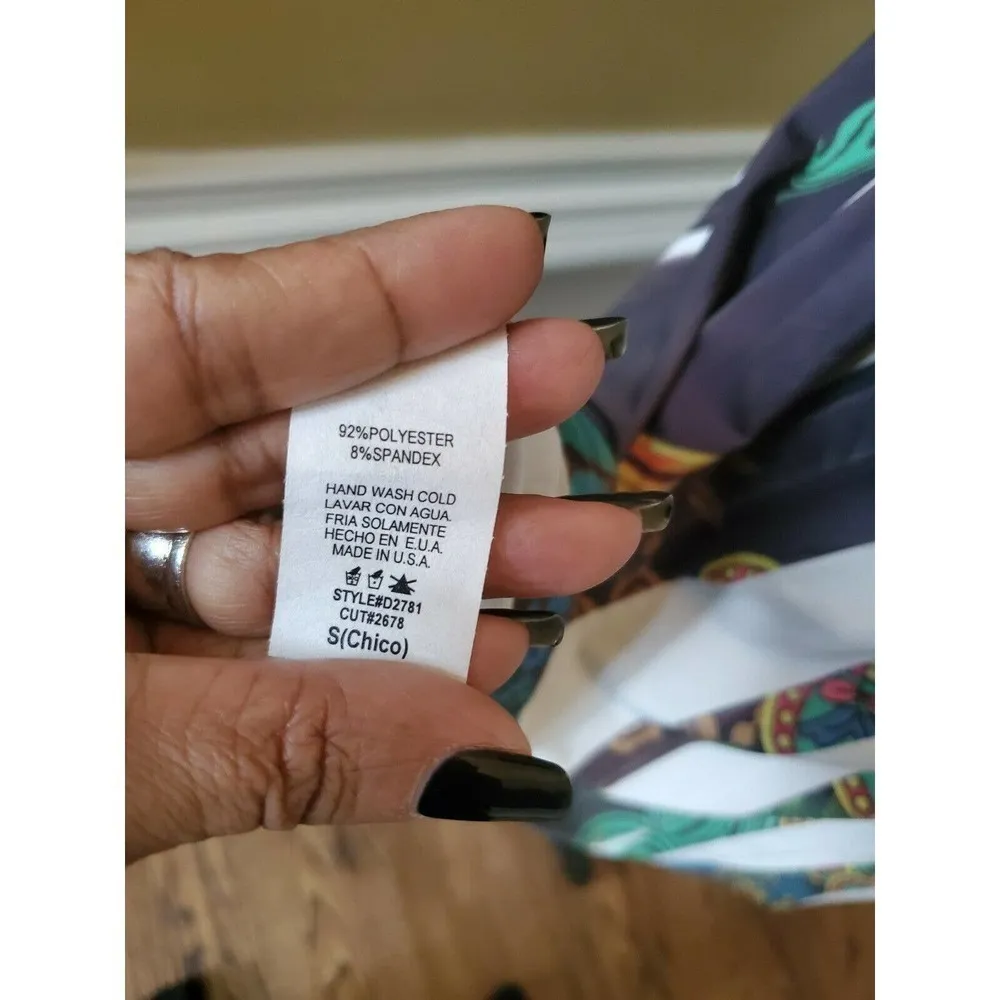 92%POLYESTER
8%SPANDEX
HAND WASH COLD
LAVAR CON AGUA
FRIA SOLAMENTE
HECHO EN E.U.A.
MADE IN U.S.A.
STYLE#D2781
CUT#2678
S(Chico)